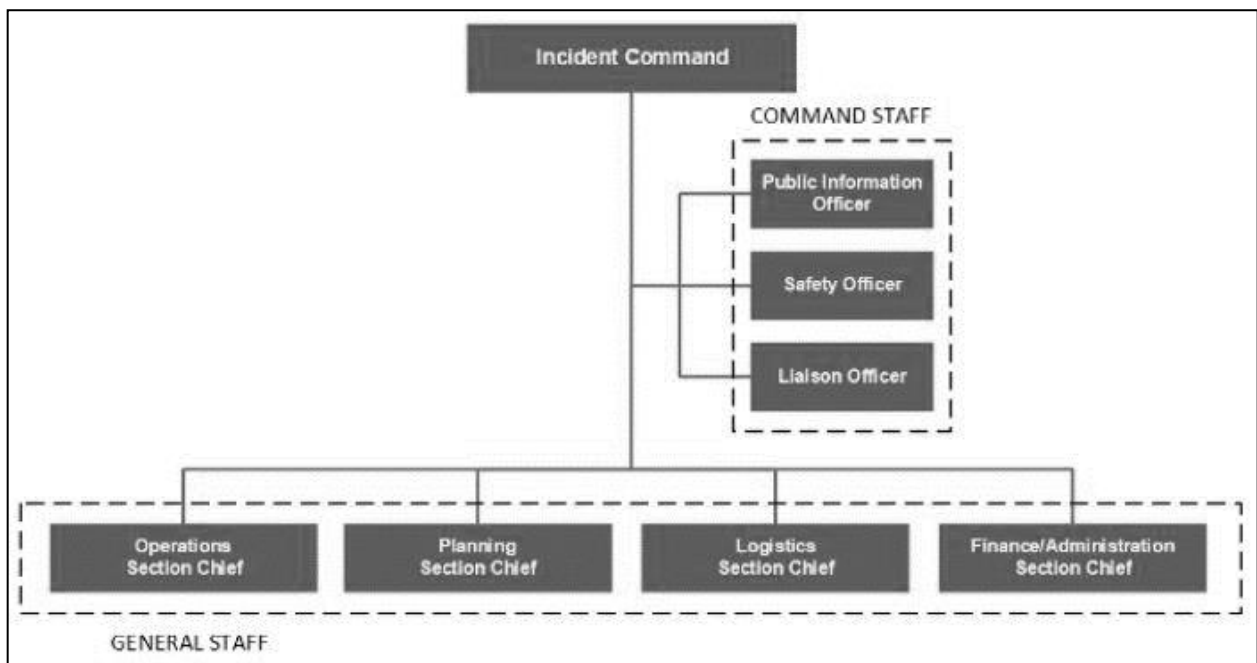 Incident Command
COMMAND STAFF
Public Information
Officer
Safety Officer
Liaison Officer
Operations
Section Chief
Planning
Section Chief
Logistics
Section Chief
Finance/Administration
Section Chief
GENERAL STAFF